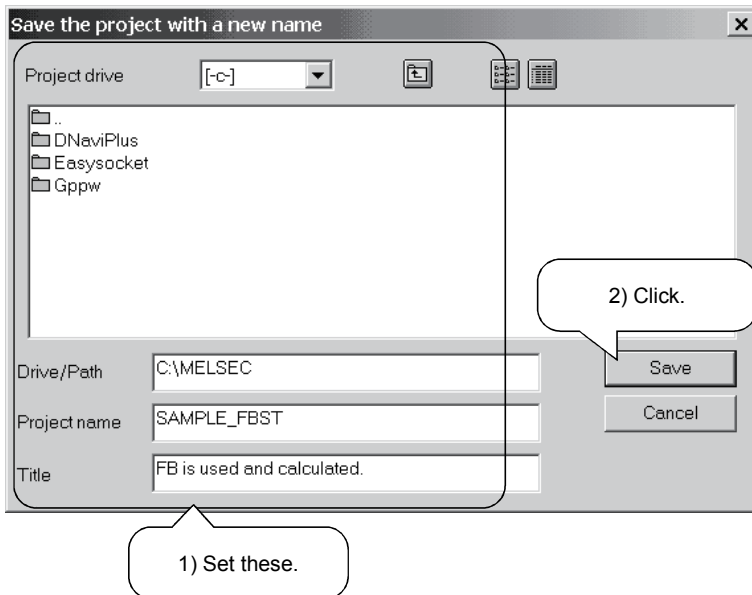 Save the project with a new name
Project drive
[-c-]
..
DNaviPlus
Easysocket
Gppw
2) Click.
Drive/Path
C:\MELSEC
Save
Project name
SAMPLE_FBST
Cancel
Title
FB is used and calculated.
1) Set these.